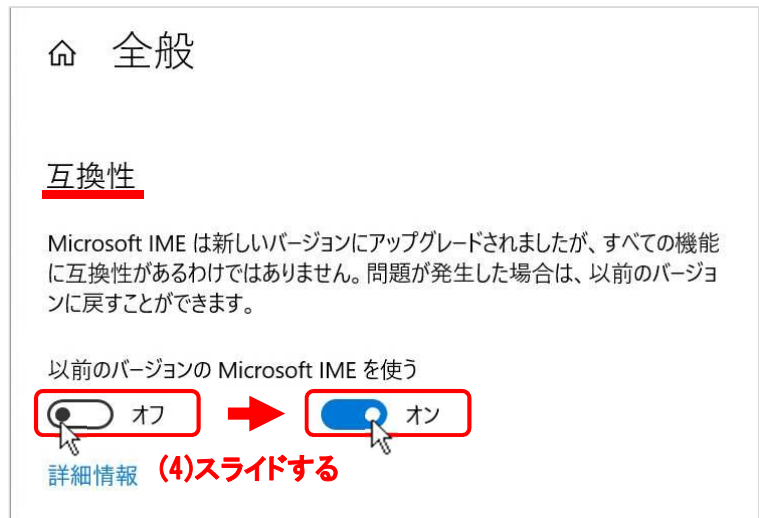 全般
互換性
Microsoft IME は新しいバージョンにアップグレードされましたが、すべての機能
に互換性があるわけではありません。問題が発生した場合は、以前のバージョ
ンに戻すことができます。
以前のバージョンの Microsoft IME を使う
オフ オン
詳細情報 (4)スライドする